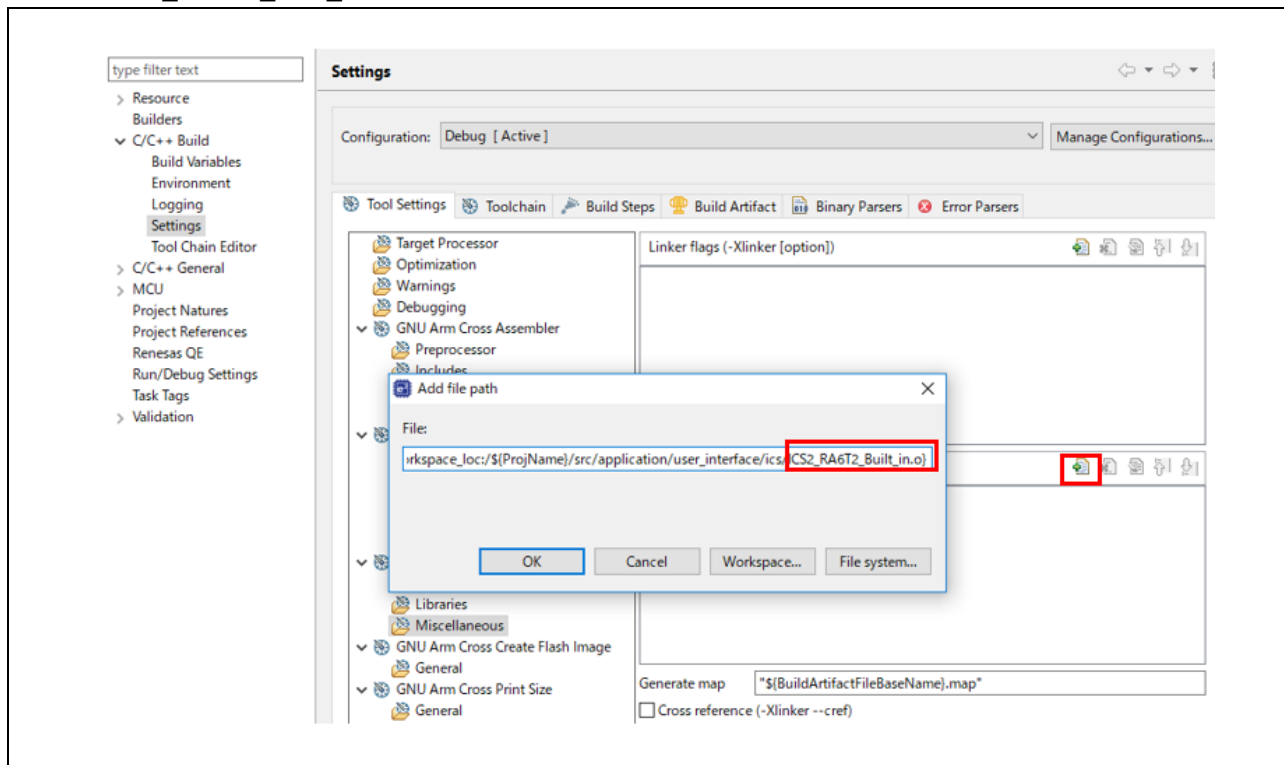 type filter text
Resource
Builders
C/C++ Build
Build Variables
Environment
Logging
Settings
Tool Chain Editor
C/C++ General
MCU
Project Natures
Project References
Renesas QE
Run/Debug Settings
Task Tags
Validation
Settings
Configuration: Debug [ Active ] Manage Configurations...
Tool Settings Toolchain Build Steps Build Artifact Binary Parsers Error Parsers
Target Processor
Optimization
Warnings
Debugging
GNU Arm Cross Assembler
Preprocessor
Includes
Linker flags (-Xlinker [option])
Add file path
File:
rkspace_loc:/${ProjName}/src/application/user_interface/ics/ICS2_RA6T2_Built_in.o}
OK Cancel Workspace... File system...
Libraries
Miscellaneous
GNU Arm Cross Create Flash Image
General
GNU Arm Cross Print Size
General
Generate map "${BuildArtifactFileBaseName}.map"
Cross reference (-Xlinker --cref)